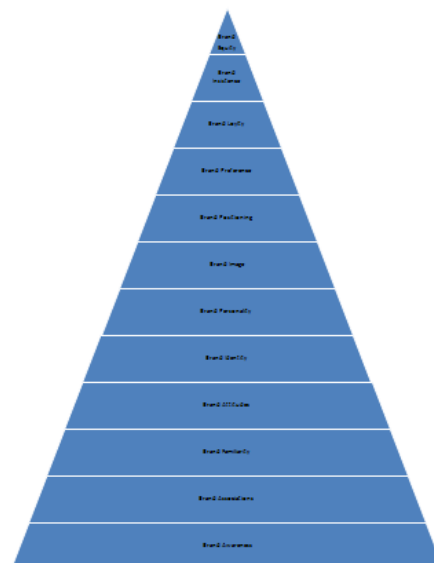 Brand
Equity
Brand
Insistence
Brand Loyalty
Brand Preference
Brand Positioning
Brand Image
Brand Personality
Brand Identity
Brand Attitudes
Brand Familiarity
Brand Associations
Brand Awareness